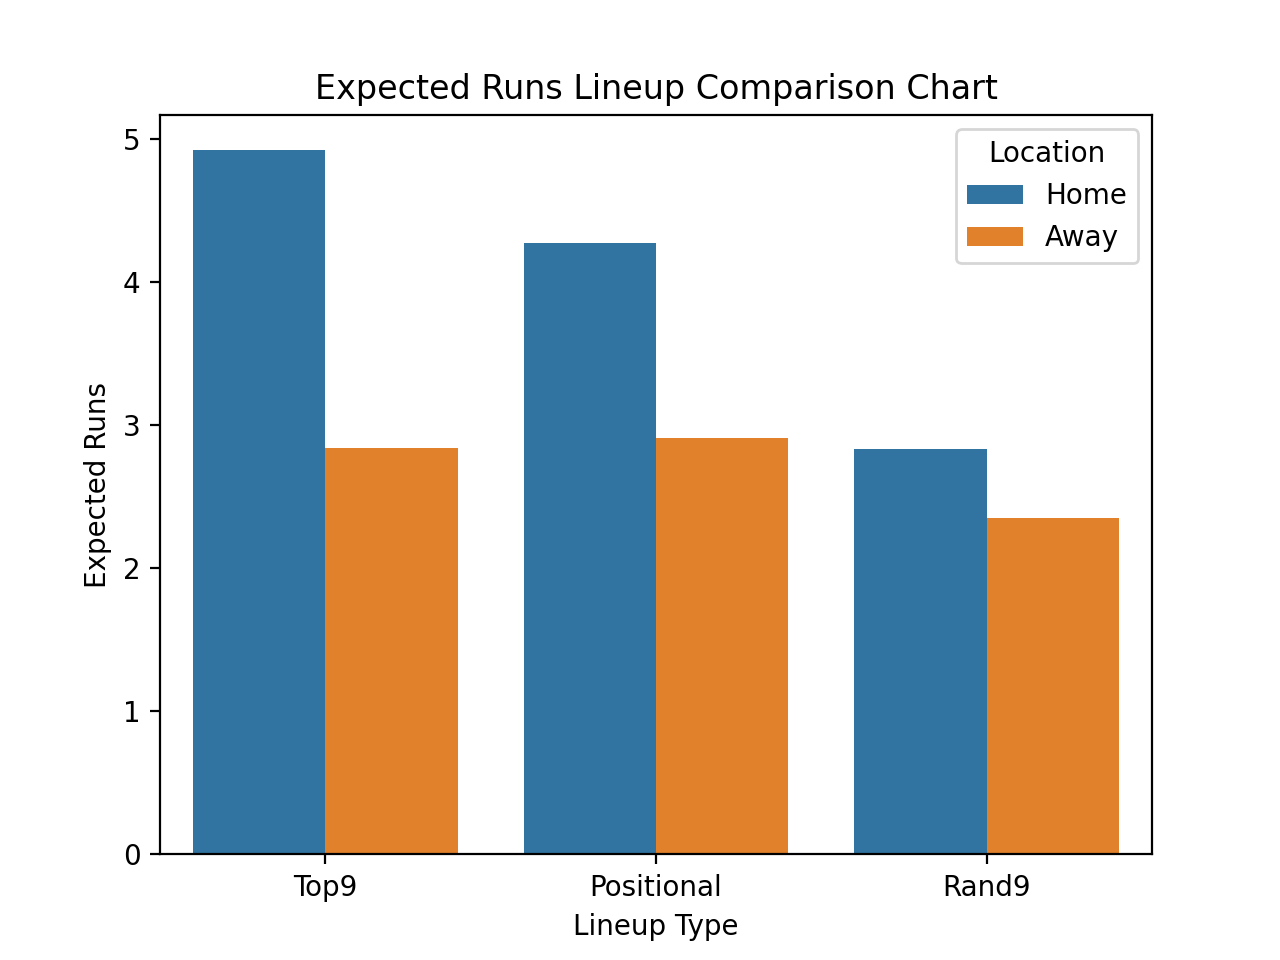 Expected Runs Lineup Comparison Chart
Location
Home
Away
Expected Runs
5
4
3
2
1
0
Top9
Positional
Rand9
Lineup Type